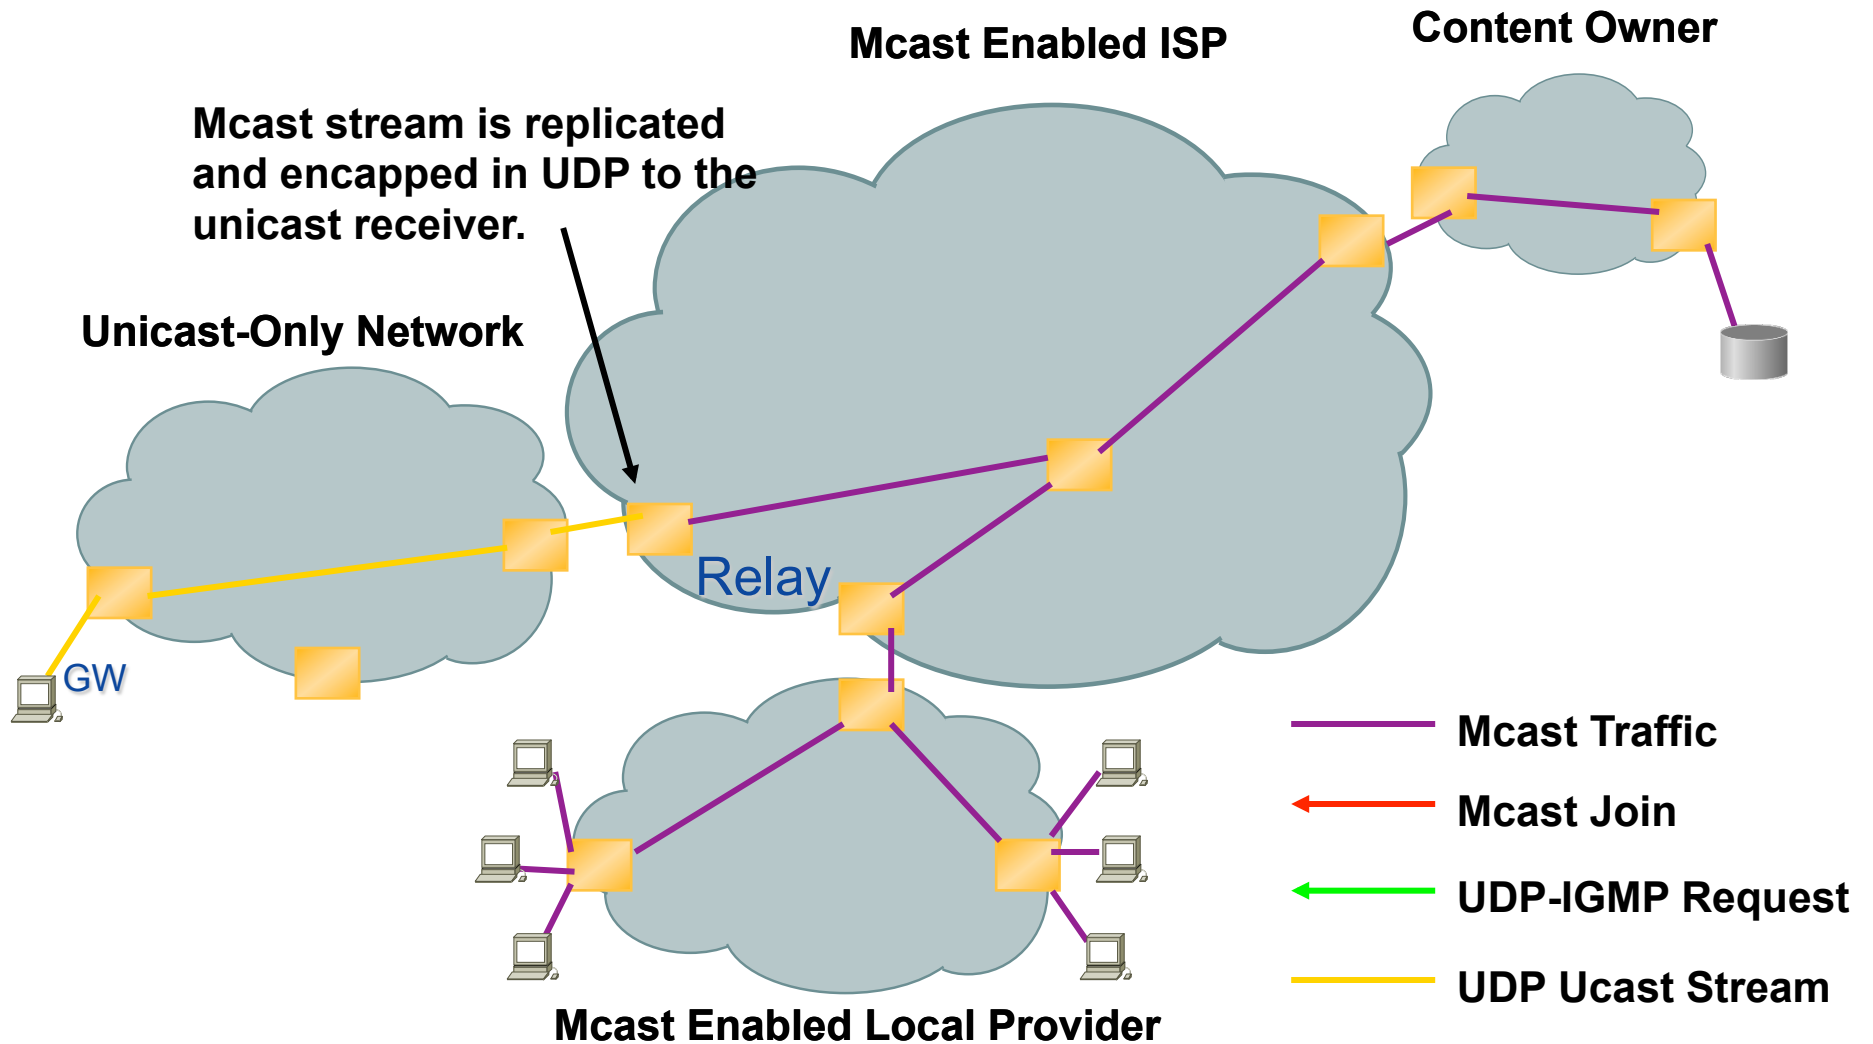 Content Owner
Mcast Enabled ISP
Mcast stream is replicated
and encapped in UDP to the
unicast receiver.
Unicast-Only Network
Relay
GW
Mcast Traffic
Mcast Join
UDP-IGMP Request
UDP Ucast Stream
Mcast Enabled Local Provider